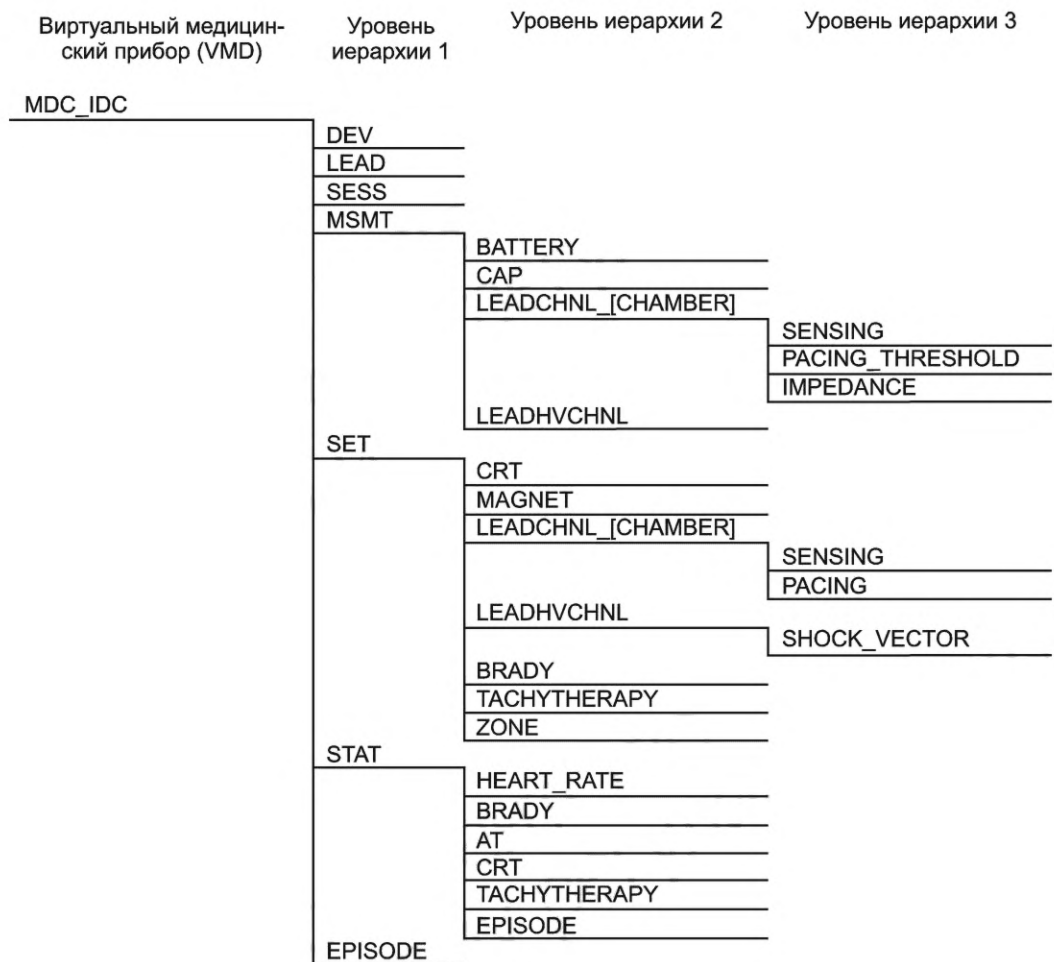 Виртуальный медицин-
ский прибор (VMD)
Уровень
иерархии 1
Уровень иерархии 2
Уровень иерархии 3
MDC_IDC
DEV
LEAD
SESS
MSMT
BATTERY
CAP
LEADCHNL_[CHAMBER]
SENSING
PACING_THRESHOLD
IMPEDANCE
LEADHVCHNL
SET
CRT
MAGNET
LEADCHNL_[CHAMBER]
SENSING
PACING
LEADHVCHNL
SHOCK_VECTOR
BRADY
TACHYTHERAPY
ZONE
STAT
HEART_RATE
BRADY
AT
CRT
TACHYTHERAPY
EPISODE
EPISODE